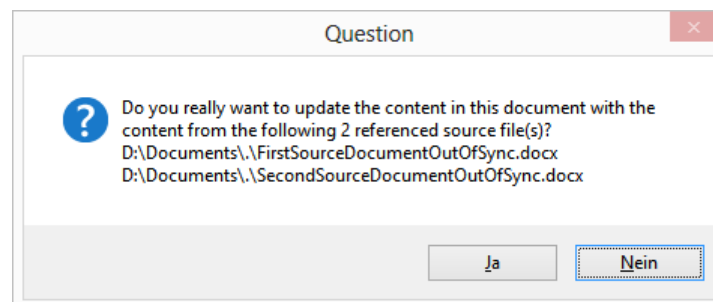 Question
Do you really want to update the content in this document with the
content from the following 2 referenced source file(s)?
D:\Documents\.\FirstSourceDocumentOutOfSync.docx
D:\Documents\.\SecondSourceDocumentOutOfSync.docx
Ja
Nein